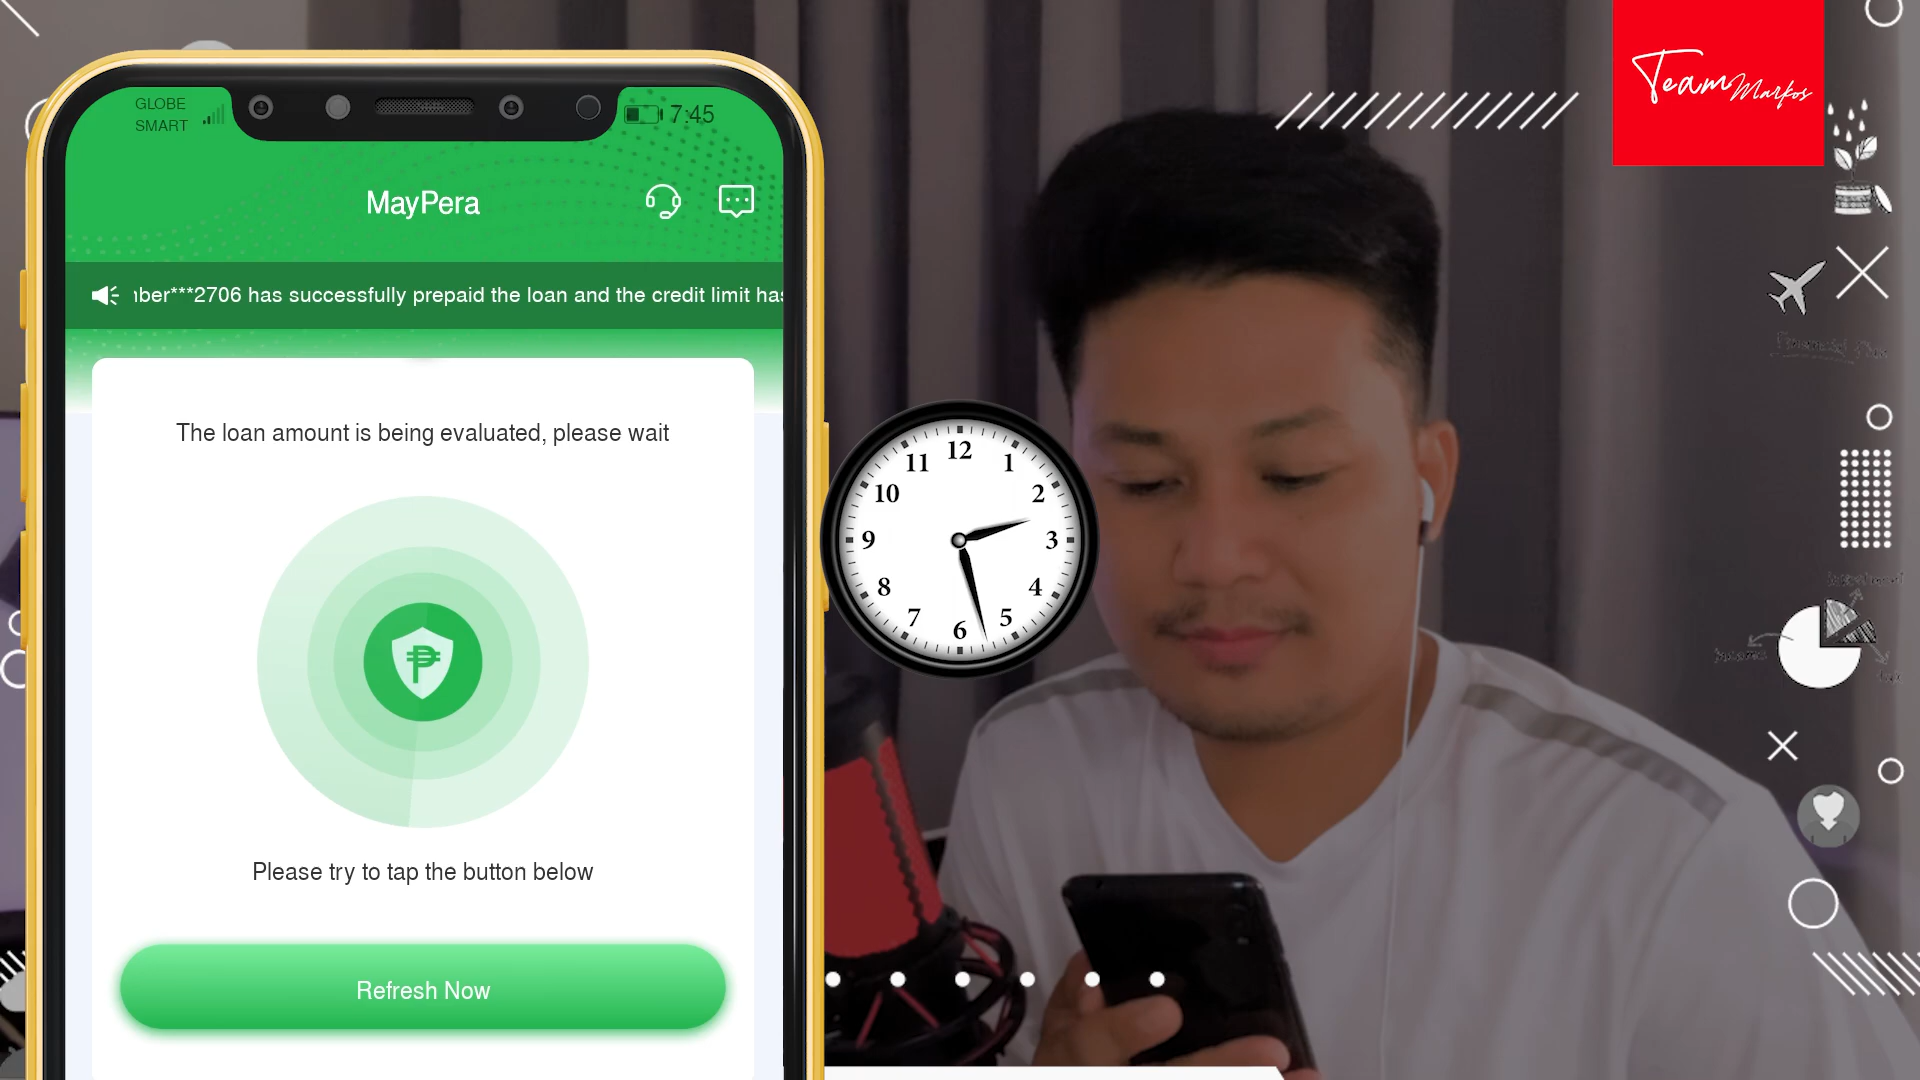 GLOBE
SMART
7:45
MayPera
ber***2706 has successfully prepaid the loan and the credit limit has
The loan amount is being evaluated, please wait
Please try to tap the button below
Refresh Now
12
11 1
10 2
9 3
8 4
7 5
6
Team Markos